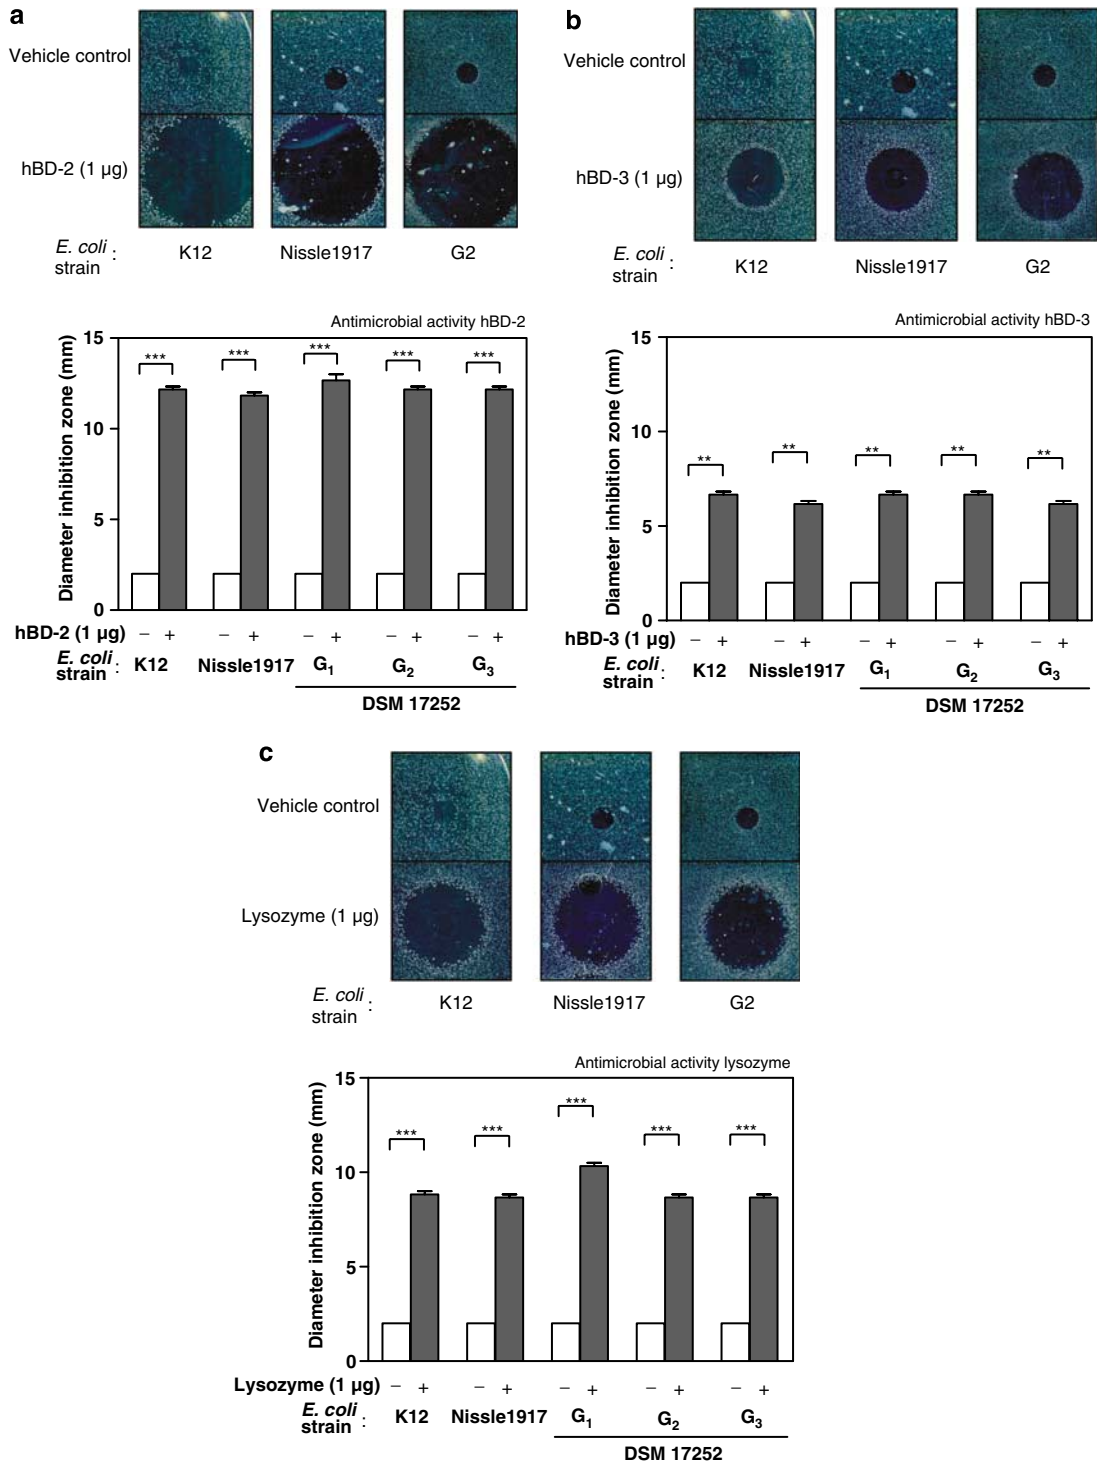 a
Vehicle control
hBD-2 (1 µg)
E. coli strain :
K12 Nissle1917 G2
Antimicrobial activity hBD-2
Diameter inhibition zone (mm)
15
10
5
0
hBD-2 (1 µg) – + – + – + – + – +
*** *** *** *** ***
E. coli strain : K12 Nissle1917 G1 G2 G3
DSM 17252
b
Vehicle control
hBD-3 (1 µg)
E. coli strain :
K12 Nissle1917 G2
Antimicrobial activity hBD-3
Diameter inhibition zone (mm)
15
10
5
0
** ** ** ** **
hBD-3 (1 µg) – + – + – + – + – +
E. coli strain : K12 Nissle1917 G1 G2 G3
DSM 17252
c
Vehicle control
Lysozyme (1 µg)
E. coli strain :
K12 Nissle1917 G2
Antimicrobial activity lysozyme
Diameter inhibition zone (mm)
15
10
5
0
*** *** *** *** ***
Lysozyme (1 µg) – + – + – + – + – +
E. coli strain : K12 Nissle1917 G1 G2 G3
DSM 17252